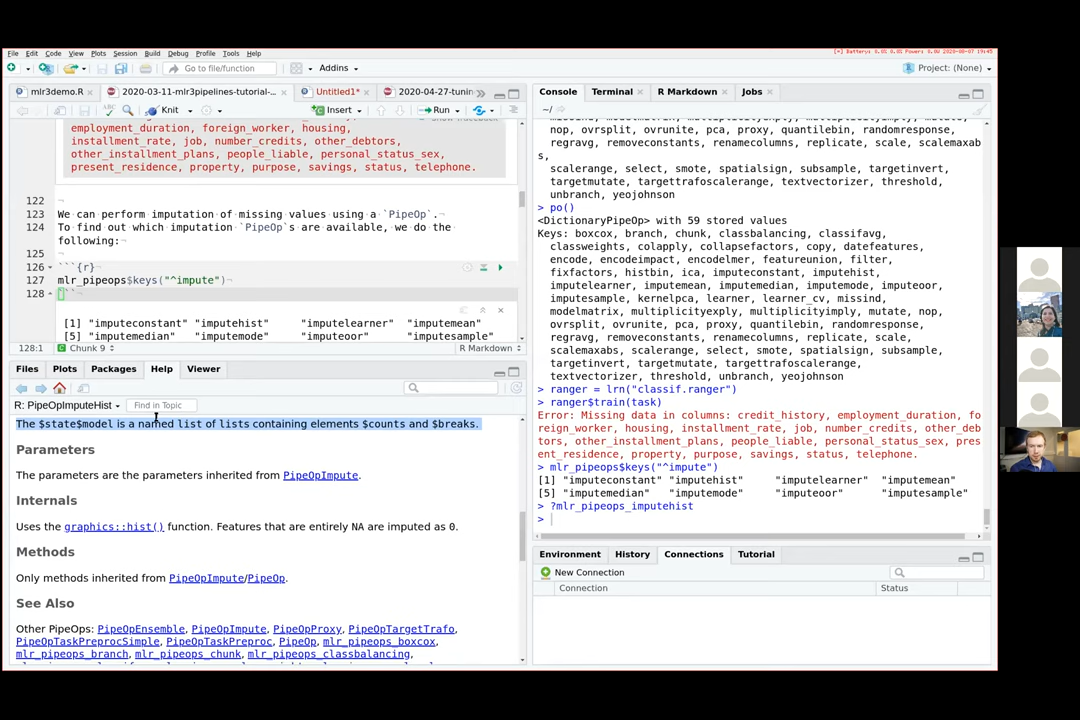 File Edit Code View Plots Session Build Debug Profile Tools Help
[*] Battery: 0.0% 0.0% Power: 0.0W 2020-08-07 19:45
Go to file/function
Addins
Project: (None)
mlr3demo.R
2020-03-11-mlr3pipelines-tutorial-...
Untitled1*
2020-04-27-tunin
Knit
Insert
Run
employment_duration, foreign_worker, housing,
installment_rate, job, number_credits, other_debtors,
other_installment_plans, people_liable, personal_status_sex,
present_residence, property, purpose, savings, status, telephone.
122
123 We can perform imputation of missing values using a `PipeOp`.
124 To find out which imputation `PipeOp`s are available, we do the
following:
125
126 ```{r}
127 mlr_pipeops$keys("^impute")
128 ```
[1] "imputeconstant" "imputehist" "imputelearner" "imputemean"
[5] "imputemedian" "imputemode" "imputeoor" "imputesample"
128:1 Chunk 9 R Markdown
Files Plots Packages Help Viewer
R: PipeOpImputeHist Find in Topic
The $state$model is a named list of lists containing elements $counts and $breaks.
Parameters
The parameters are the parameters inherited from PipeOpImpute.
Internals
Uses the graphics::hist() function. Features that are entirely NA are imputed as 0.
Methods
Only methods inherited from PipeOpImpute/PipeOp.
See Also
Other PipeOps: PipeOpEnsemble, PipeOpImpute, PipeOpProxy, PipeOpTargetTrafo,
PipeOpTaskPreprocSimple, PipeOpTaskPreproc, PipeOp, mlr_pipeops_boxcox,
mlr_pipeops_branch, mlr_pipeops_chunk, mlr_pipeops_classbalancing,
Console Terminal R Markdown Jobs
~/
nop, ovrsplit, ovrunite, pca, proxy, quantilebin, randomresponse,
regravg, removeconstants, renamecolumns, replicate, scale, scalemaxab
s,
scalerange, select, smote, spatialsign, subsample, targetinvert,
targetmutate, targettrafoscalerange, textvectorizer, threshold,
unbranch, yeojohnson
> po()
<DictionaryPipeOp> with 59 stored values
Keys: boxcox, branch, chunk, classbalancing, classifavg,
classweights, colapply, collapsefactors, copy, datefeatures,
encode, encodeimpact, encodelmer, featureunion, filter,
fixfactors, histbin, ica, imputeconstant, imputehist,
imputelearner, imputemean, imputemedian, imputemode, imputeoor,
imputesample, kernelpca, learner, learner_cv, missind,
modelmatrix, multiplicityexply, multiplicityimply, mutate, nop,
ovrsplit, ovrunite, pca, proxy, quantilebin, randomresponse,
regravg, removeconstants, renamecolumns, replicate, scale,
scalemaxabs, scalerange, select, smote, spatialsign, subsample,
targetinvert, targetmutate, targettrafoscalerange,
textvectorizer, threshold, unbranch, yeojohnson
> ranger = lrn("classif.ranger")
> ranger$train(task)
Error: Missing data in columns: credit_history, employment_duration, fo
reign_worker, housing, installment_rate, job, number_credits, other_deb
tors, other_installment_plans, people_liable, personal_status_sex, pres
ent_residence, property, purpose, savings, status, telephone.
> mlr_pipeops$keys("^impute")
[1] "imputeconstant" "imputehist" "imputelearner" "imputemean"
[5] "imputemedian" "imputemode" "imputeoor" "imputesample"
> ?mlr_pipeops_imputehist
>
Environment History Connections Tutorial
New Connection
Connection Status